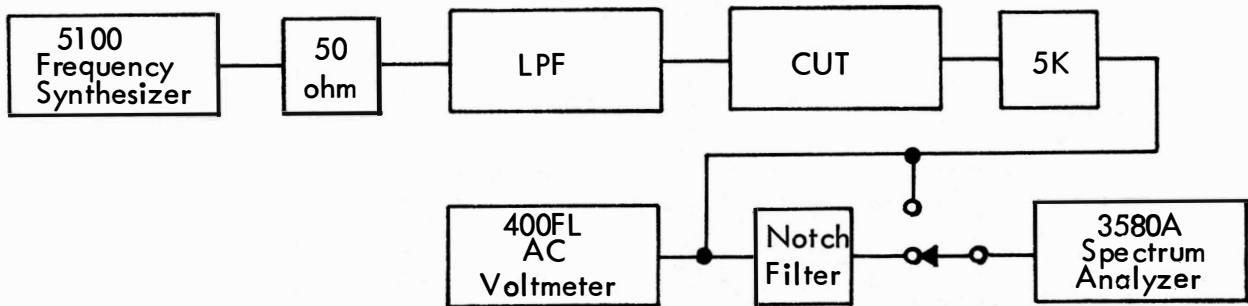 5100
Frequency
Synthesizer
50
ohm
LPF
CUT
5K
400FL
AC
Voltmeter
Notch
Filter
3580A
Spectrum
Analyzer